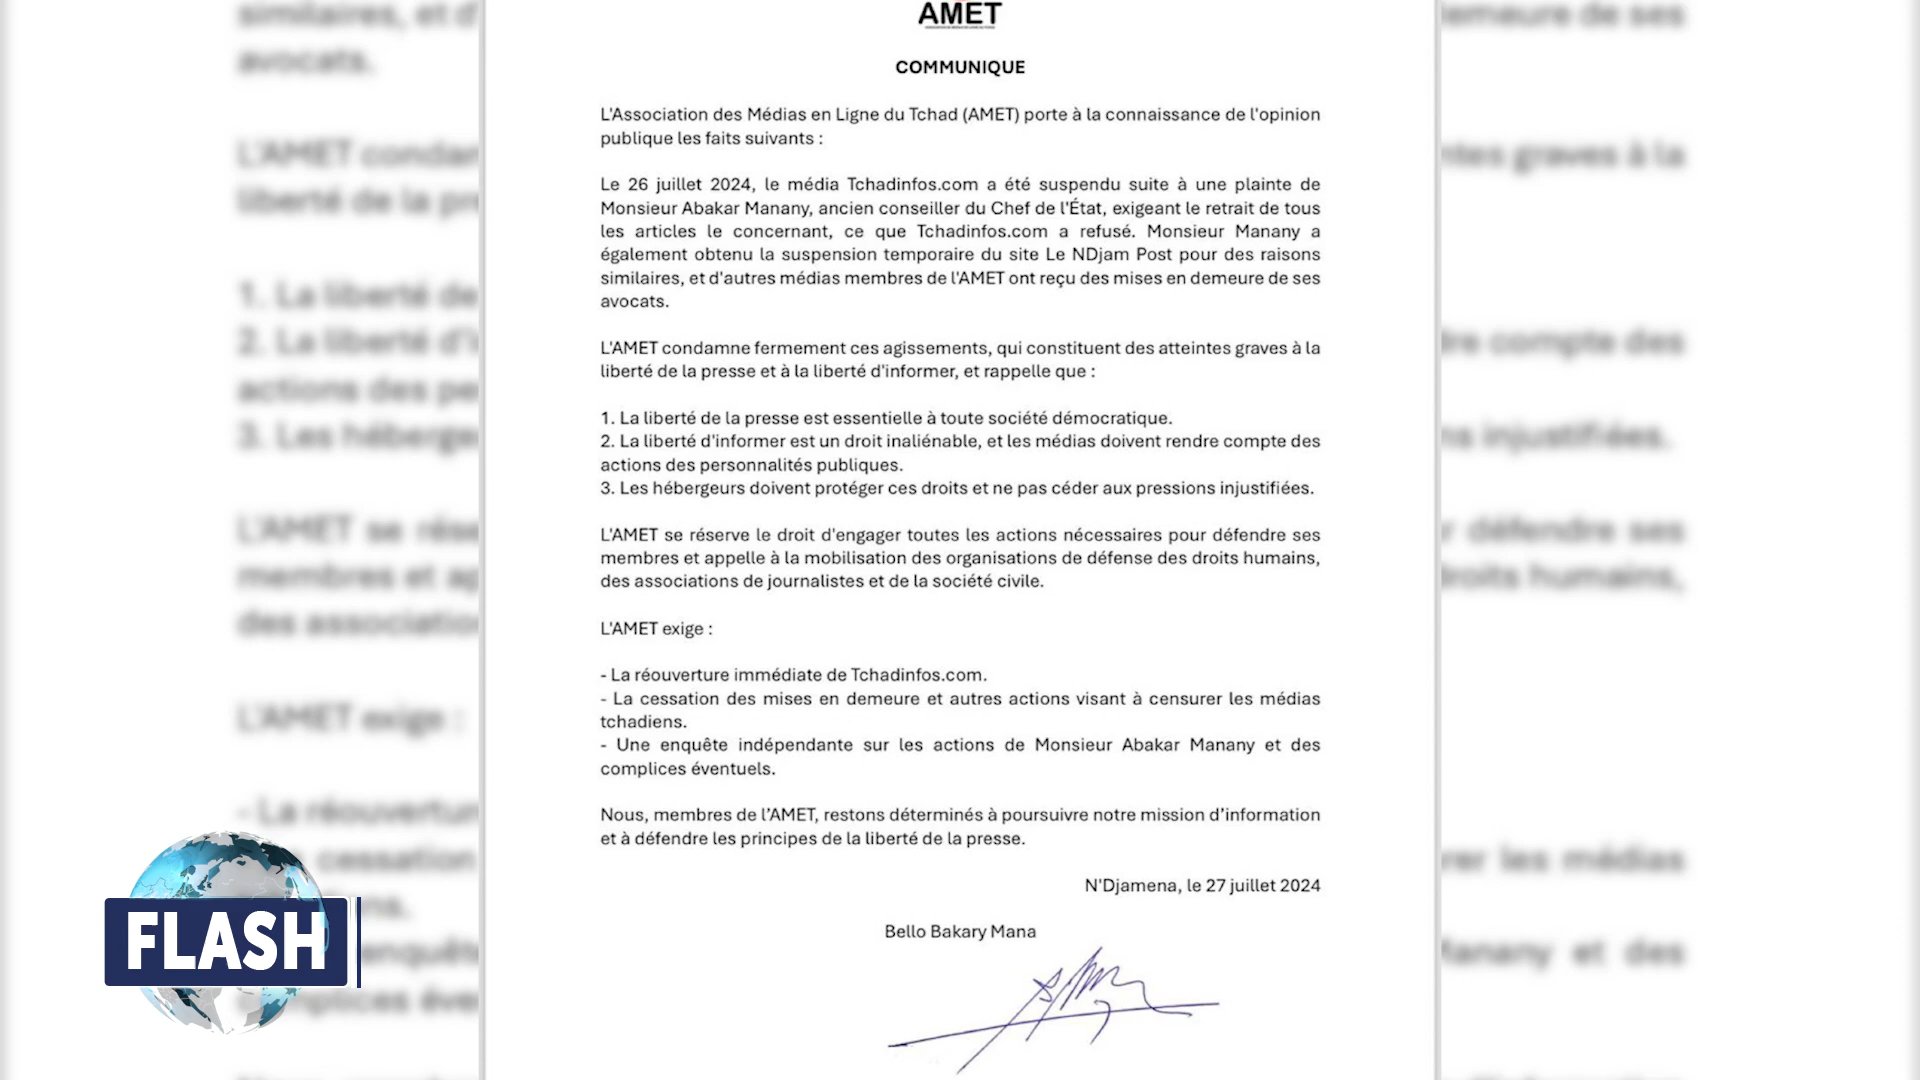 AMET
COMMUNIQUE
L'Association des Médias en Ligne du Tchad (AMET) porte à la connaissance de l'opinion
publique les faits suivants :
Le 26 juillet 2024, le média Tchadinfos.com a été suspendu suite à une plainte de
Monsieur Abakar Manany, ancien conseiller du Chef de l'État, exigeant le retrait de tous
les articles le concernant, ce que Tchadinfos.com a refusé. Monsieur Manany a
également obtenu la suspension temporaire du site Le NDjam Post pour des raisons
similaires, et d'autres médias membres de l'AMET ont reçu des mises en demeure de ses
avocats.
L'AMET condamne fermement ces agissements, qui constituent des atteintes graves à la
liberté de la presse et à la liberté d'informer, et rappelle que :
1. La liberté de la presse est essentielle à toute société démocratique.
2. La liberté d'informer est un droit inaliénable, et les médias doivent rendre compte des
actions des personnalités publiques.
3. Les hébergeurs doivent protéger ces droits et ne pas céder aux pressions injustifiées.
L'AMET se réserve le droit d'engager toutes les actions nécessaires pour défendre ses
membres et appelle à la mobilisation des organisations de défense des droits humains,
des associations de journalistes et de la société civile.
L'AMET exige :
- La réouverture immédiate de Tchadinfos.com.
- La cessation des mises en demeure et autres actions visant à censurer les médias
tchadiens.
- Une enquête indépendante sur les actions de Monsieur Abakar Manany et des
complices éventuels.
Nous, membres de l’AMET, restons déterminés à poursuivre notre mission d’information
et à défendre les principes de la liberté de la presse.
N'Djamena, le 27 juillet 2024
Bello Bakary Mana
FLASH